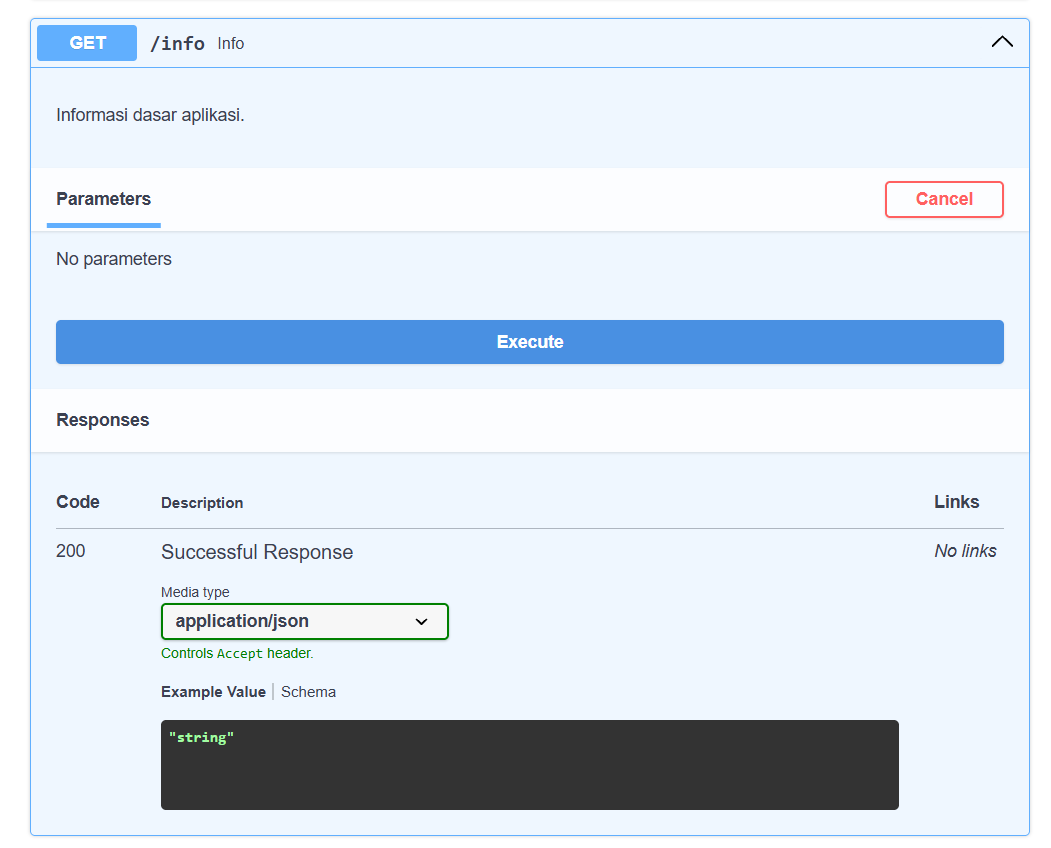 GET /info Info
Informasi dasar aplikasi.
Parameters Cancel
No parameters
Execute
Responses
Code Description Links
200 Successful Response No links
Media type
application/json
Controls Accept header.
Example Value Schema
"string"